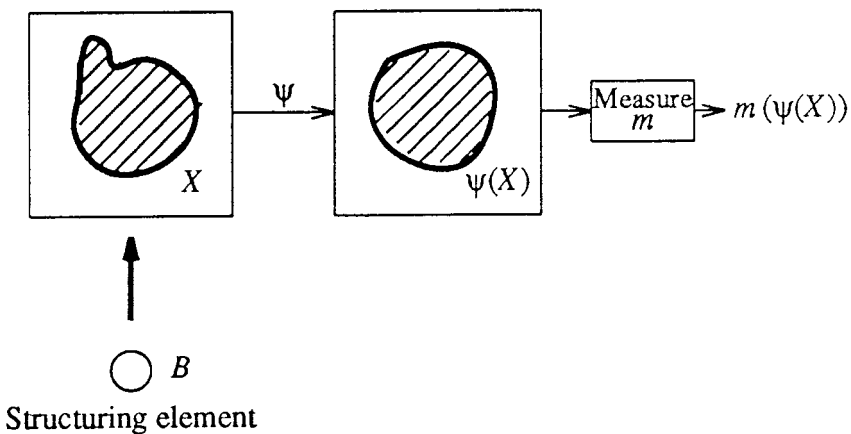 X
ψ
ψ(X)
Measure
m
m (ψ(X))
B
Structuring element